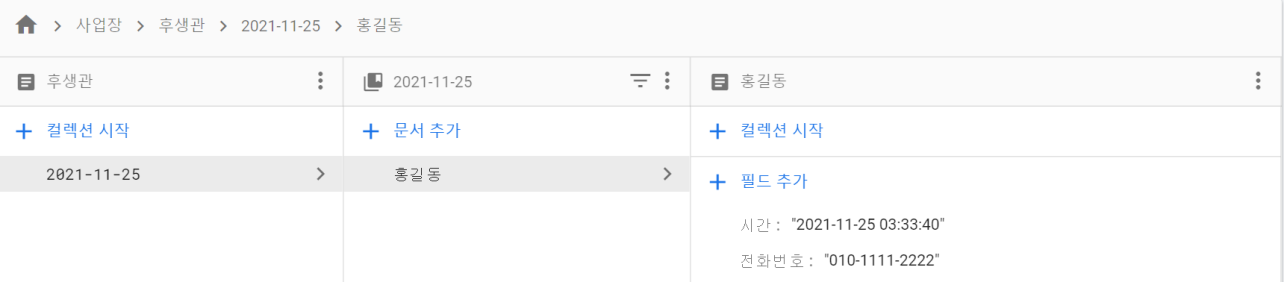 사업장 > 후생관 > 2021-11-25 > 홍길동
후생관
2021-11-25
홍길동
+ 컬렉션 시작
+ 문서 추가
+ 컬렉션 시작
2021-11-25
홍길동
+ 필드 추가
시간 : "2021-11-25 03:33:40"
전화번호 : "010-1111-2222"